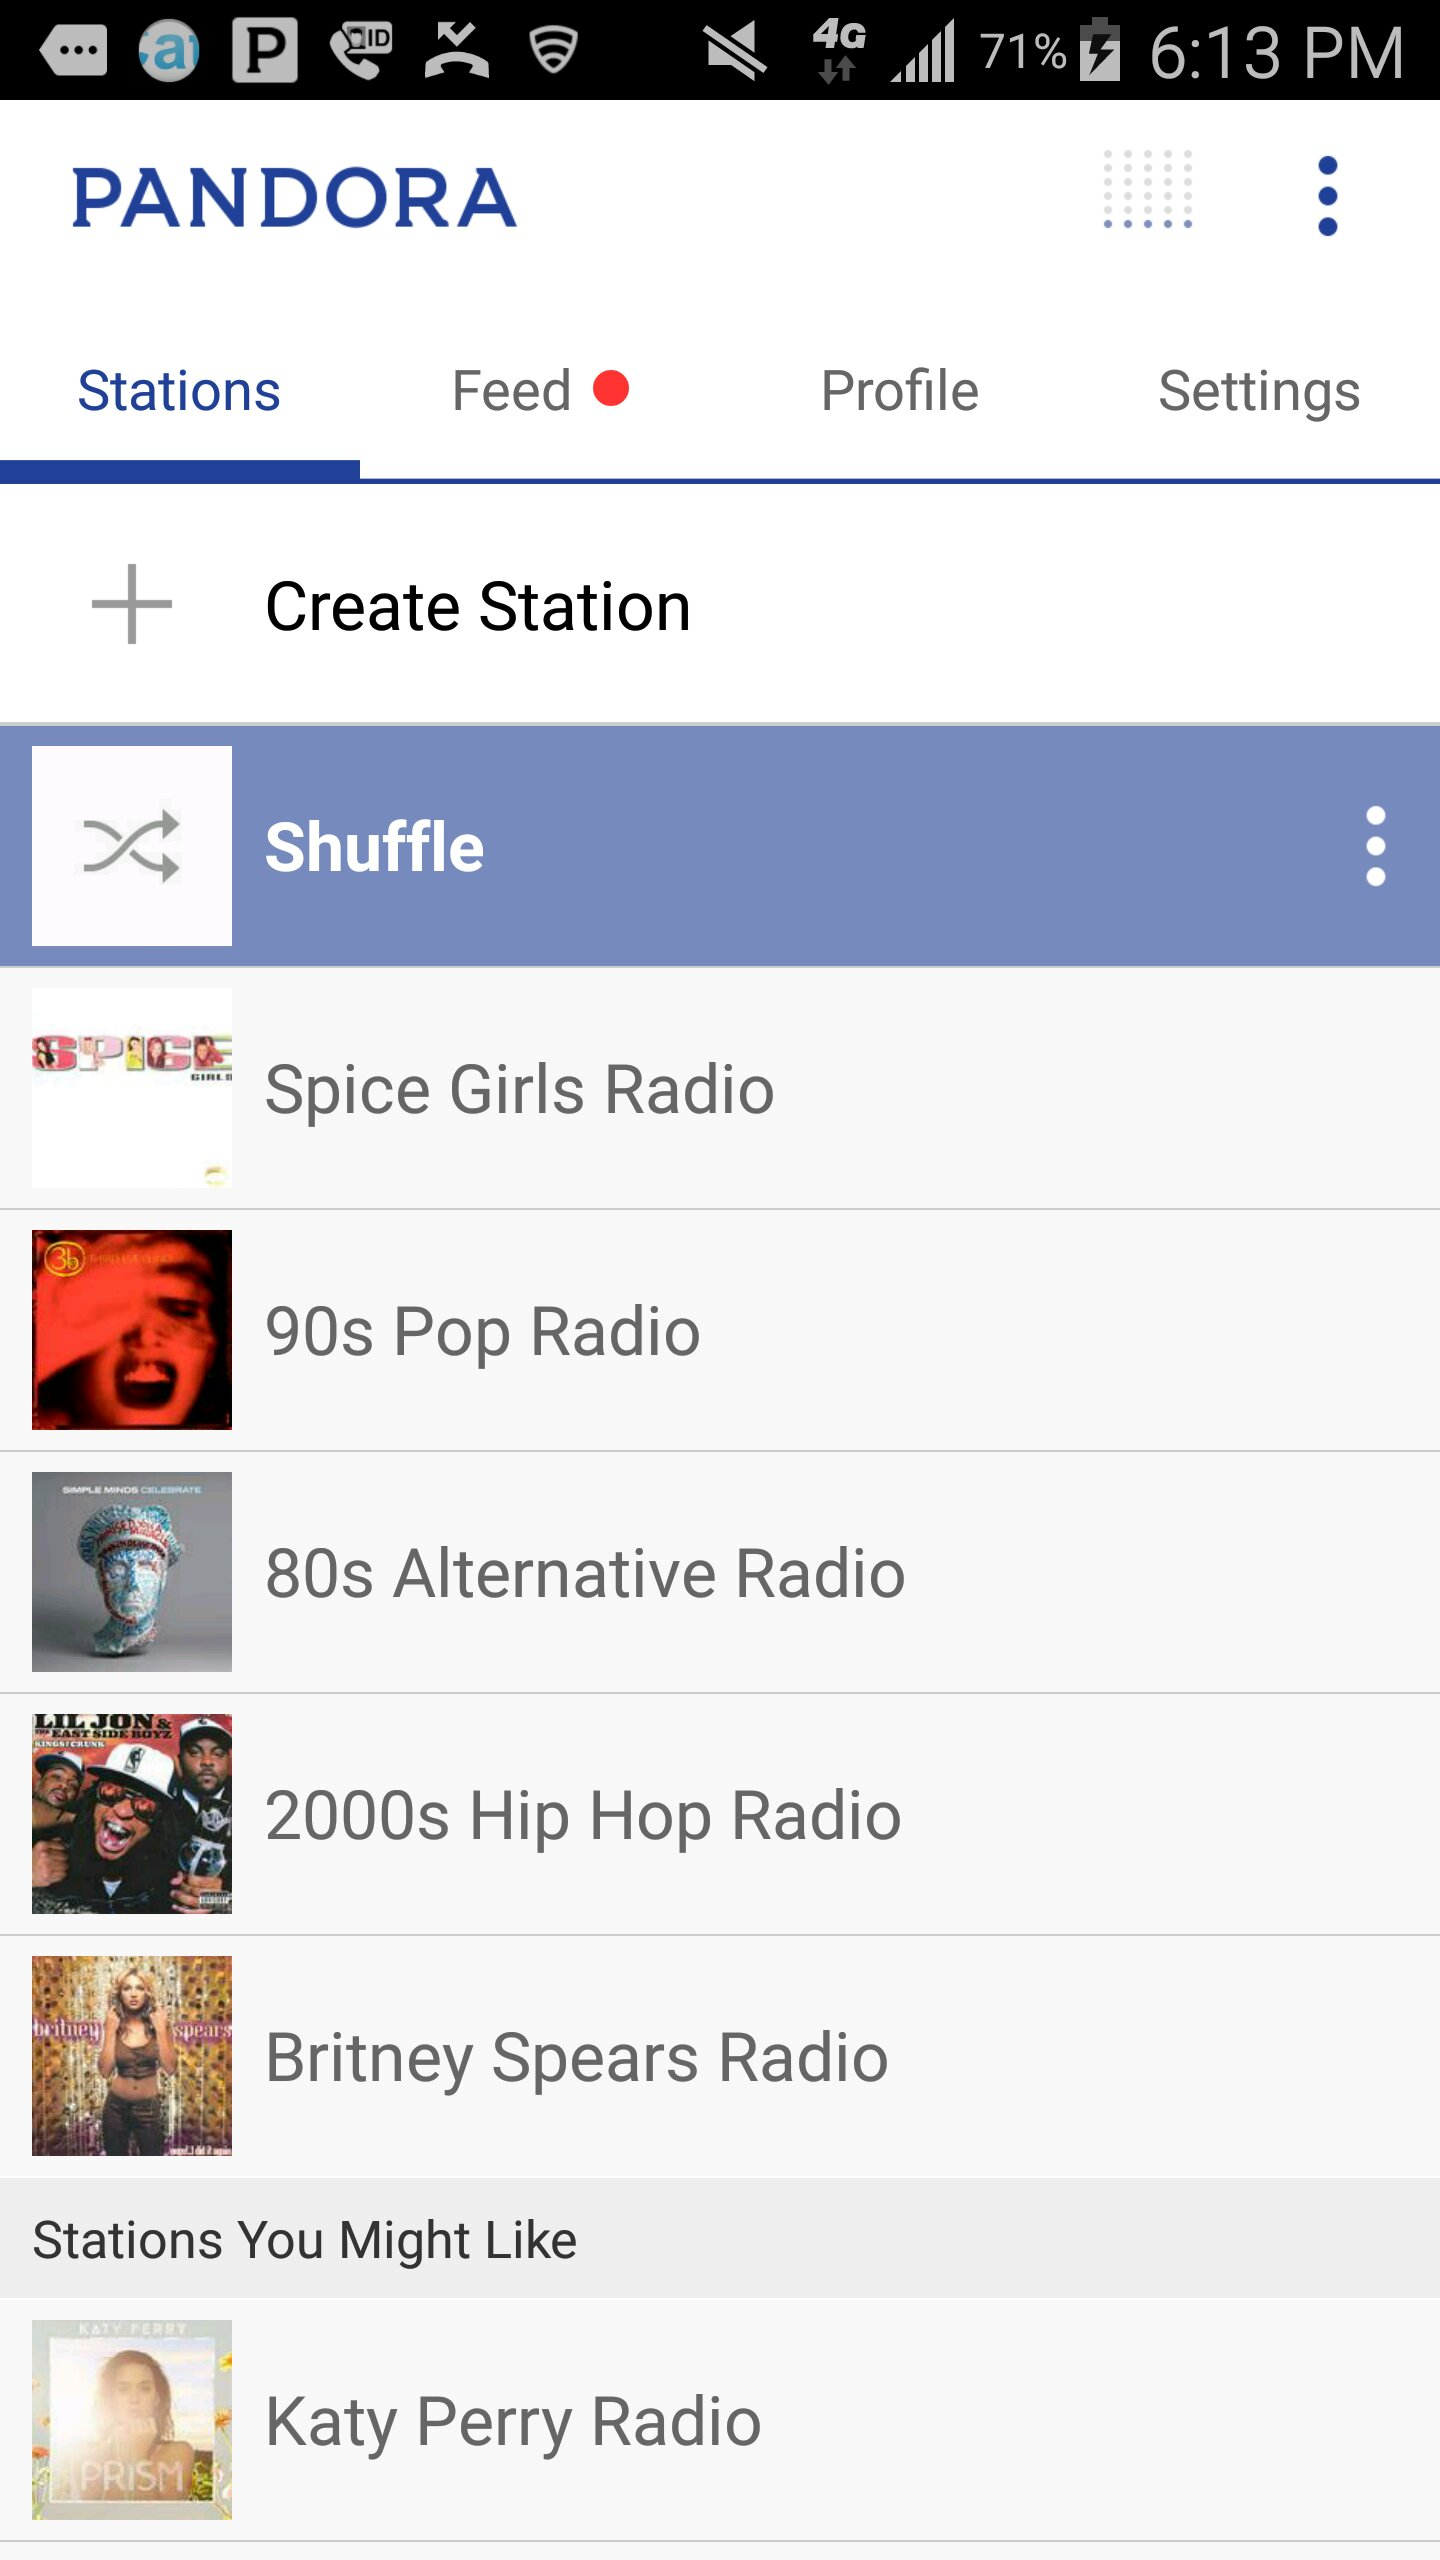 at P ID 4G 71% 6:13 PM
PANDORA
Stations Feed Profile Settings
Create Station
Shuffle
SPICE
GIRLS
Spice Girls Radio
3b
90s Pop Radio
SIMPLE MINDS CELEBRATE
80s Alternative Radio
LIL JON &
THE EAST SIDE BOYZ
KINGS OF CRUNK
2000s Hip Hop Radio
britney spears
Britney Spears Radio
Stations You Might Like
KATY PERRY
PRISM
Katy Perry Radio